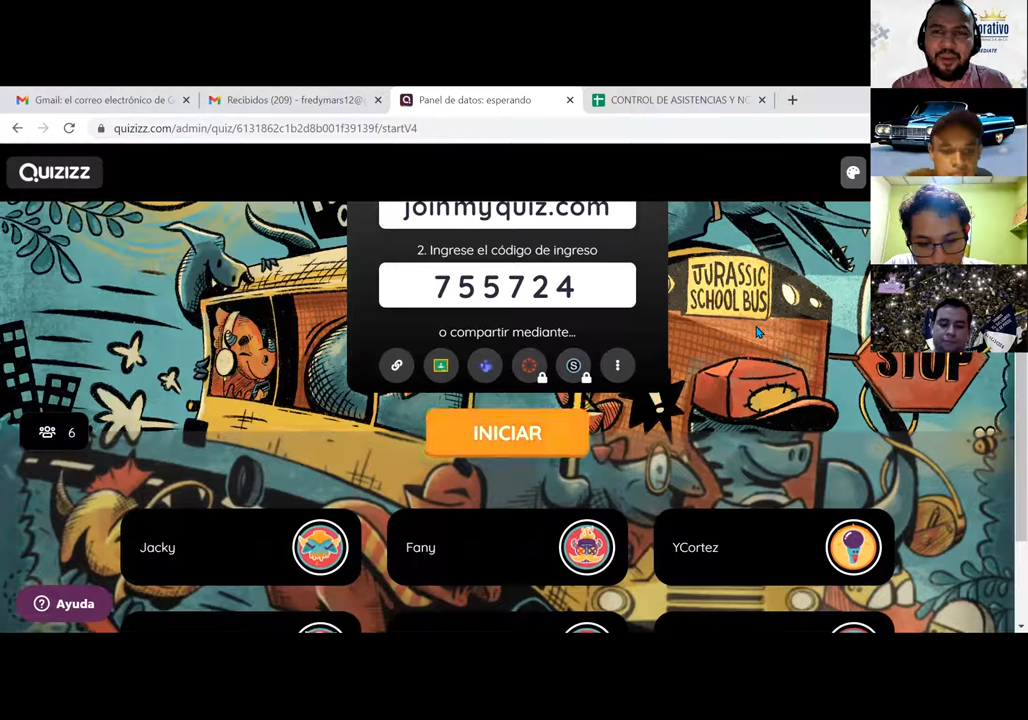 Gmail: el correo electrónico de G
Recibidos (209) - fredymars12@g
Panel de datos: esperando
CONTROL DE ASISTENCIAS Y NO
quizizz.com/admin/quiz/6131862c1b2d8b001f39139f/startV4
QUIZIZZ
joinmyquiz.com
2. Ingrese el código de ingreso
755724
o compartir mediante...
JURASSIC
SCHOOL BUS
STOP
INICIAR
6
Jacky
Fany
YCortez
Ayuda
orativo